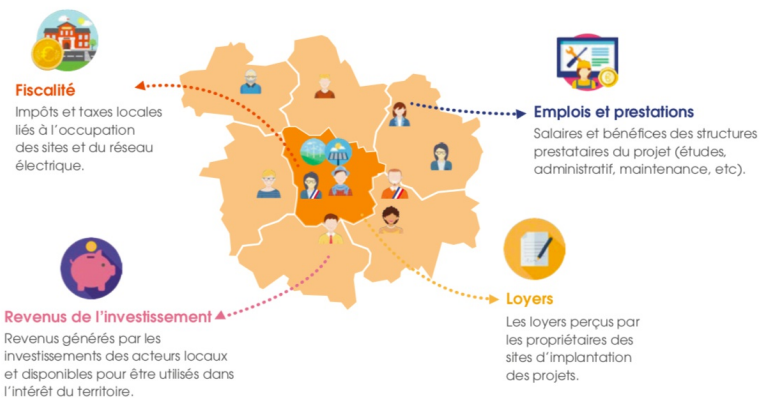 Fiscalité
Impôts et taxes locales
liés à l'occupation
des sites et du réseau
électrique.
Emplois et prestations
Salaires et bénéfices des structures
prestataires du projet (études,
administratif, maintenance, etc).
Revenus de l'investissement
Revenus générés par les
investissements des acteurs locaux
et disponibles pour être utilisés dans
l'intérêt du territoire.
Loyers
Les loyers perçus par
les propriétaires des
sites d'implantation
des projets.